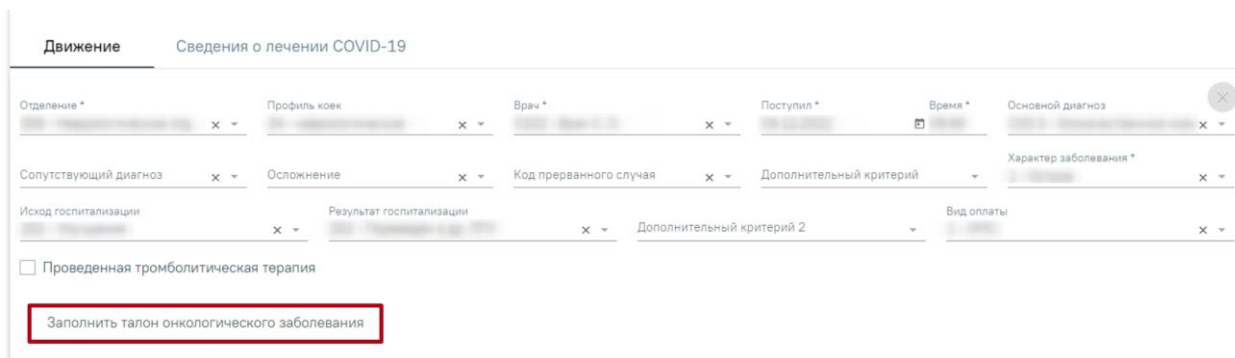 Движение Сведения о лечении COVID-19
Отделение * Профиль коек Врач * Поступил * Время * Основной диагноз
Сопутствующий диагноз Осложнение Код прерванного случая Дополнительный критерий Характер заболевания *
Исход госпитализации Результат госпитализации Дополнительный критерий 2 Вид оплаты
Проведенная тромболитическая терапия
Заполнить талон онкологического заболевания